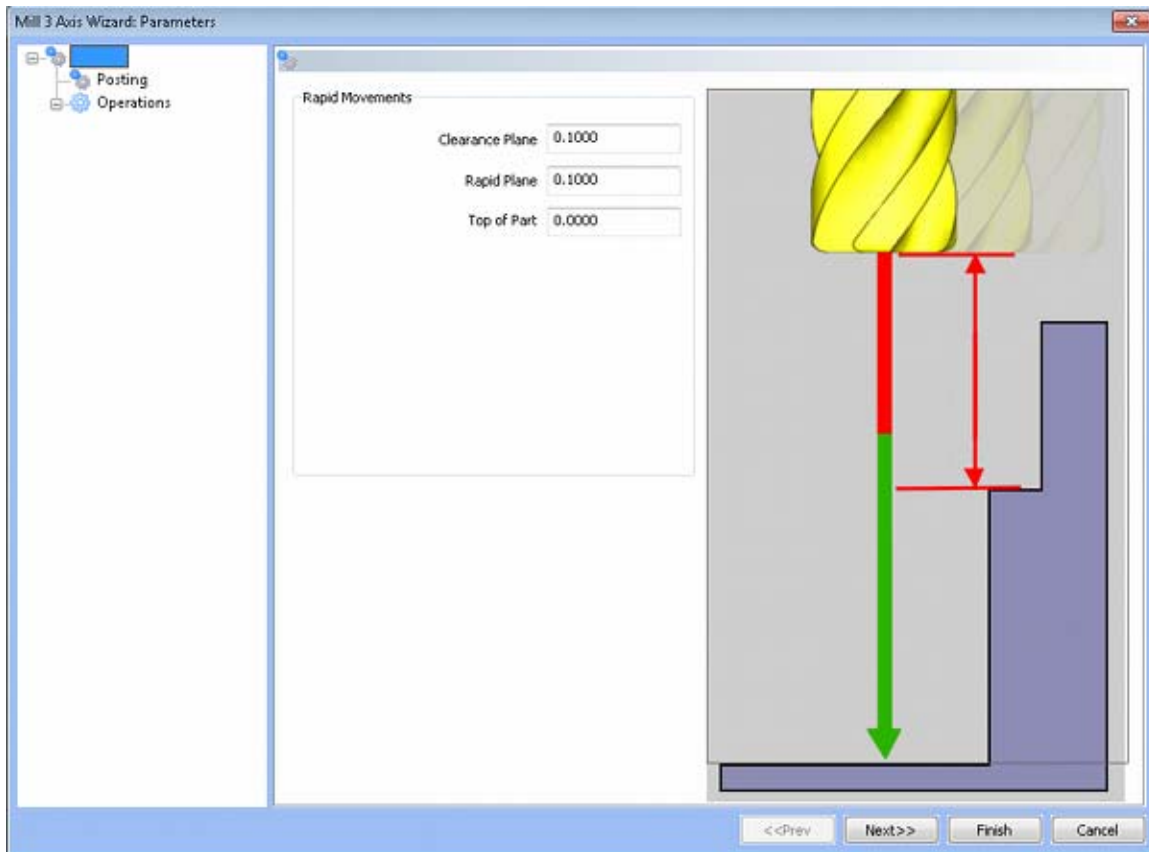 Mill 3 Axis Wizard: Parameters
Posting
Operations
Rapid Movements
Clearance Plane 0.1000
Rapid Plane 0.1000
Top of Part 0.0000
<<Prev Next>> Finish Cancel